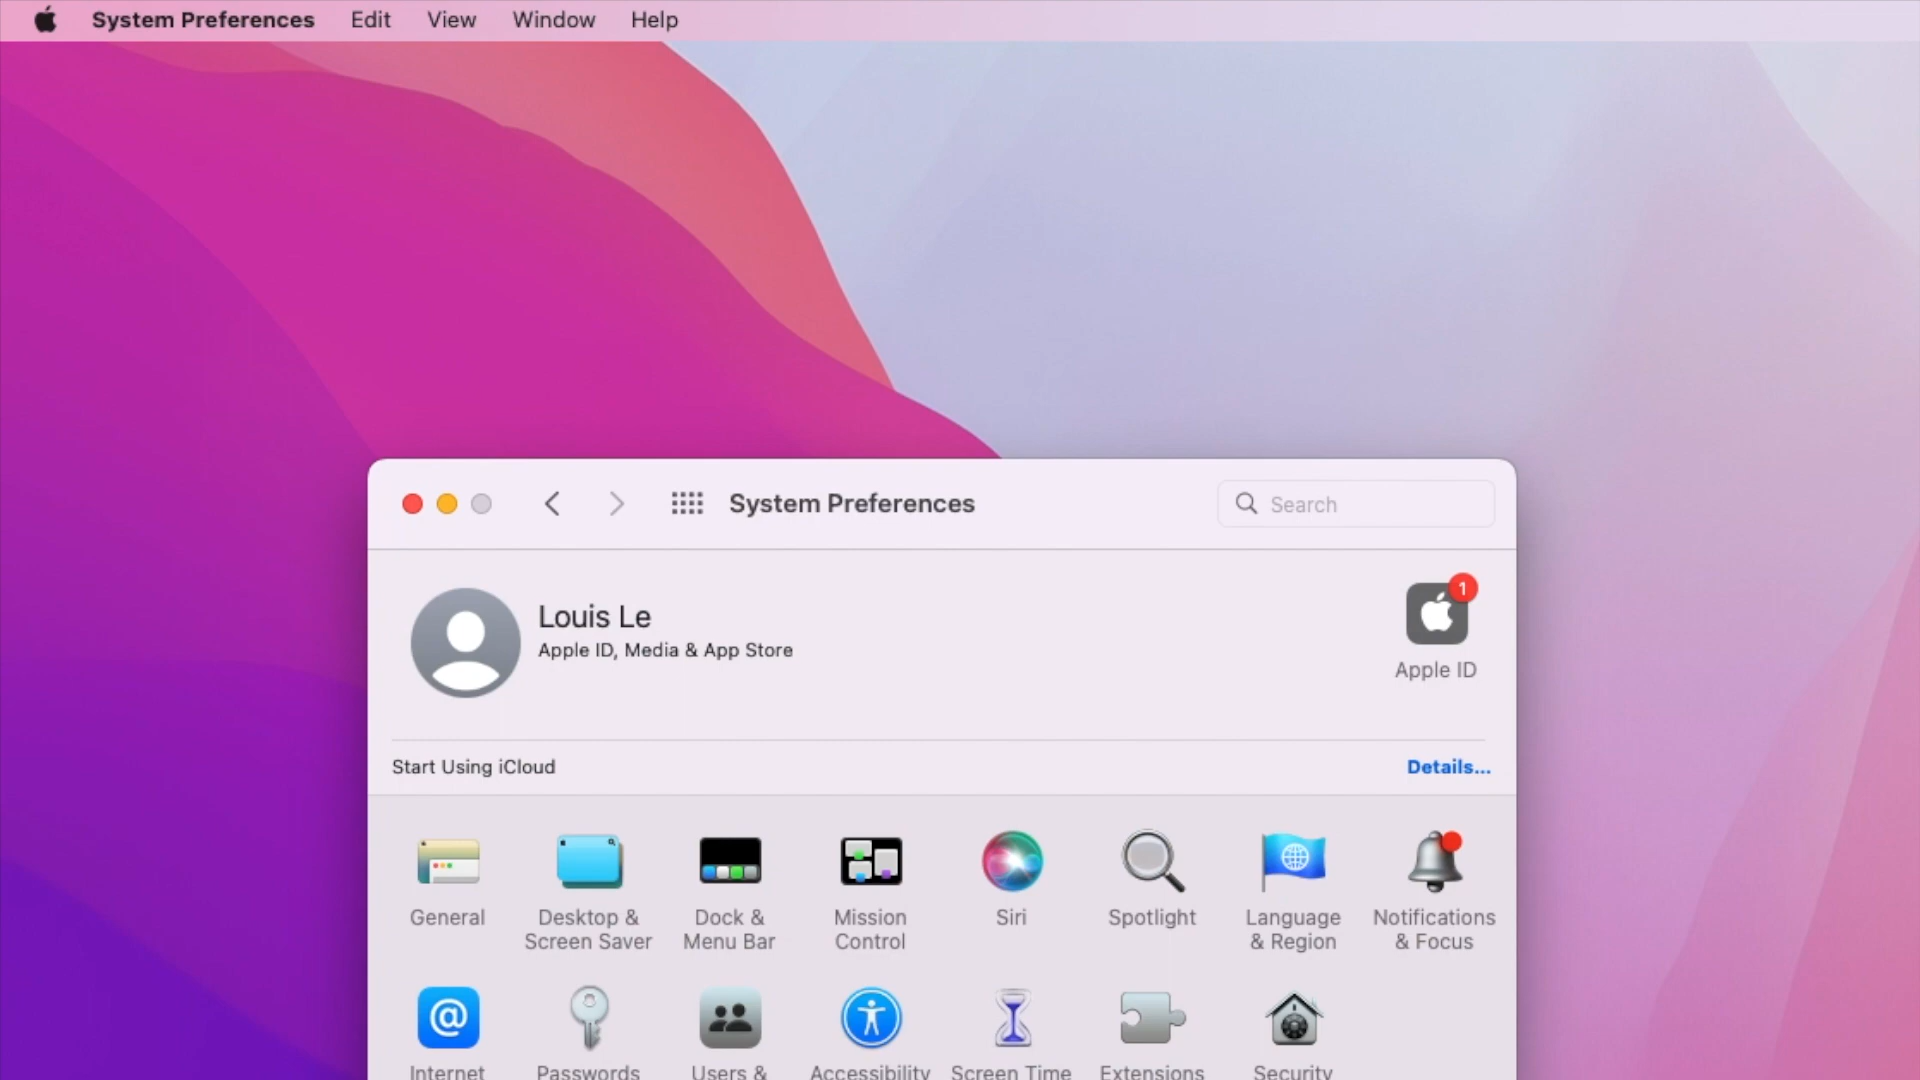 System Preferences Edit View Window Help
System Preferences
Search
Louis Le
Apple ID, Media & App Store
1
Apple ID
Start Using iCloud
Details...
General
Desktop &
Screen Saver
Dock &
Menu Bar
Mission
Control
Siri
Spotlight
Language
& Region
Notifications
& Focus
Internet
Passwords
Users &
Accessibility
Screen Time
Extensions
Security